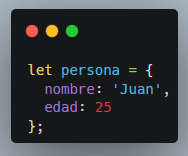 let persona = {
  nombre: 'Juan',
  edad: 25
};